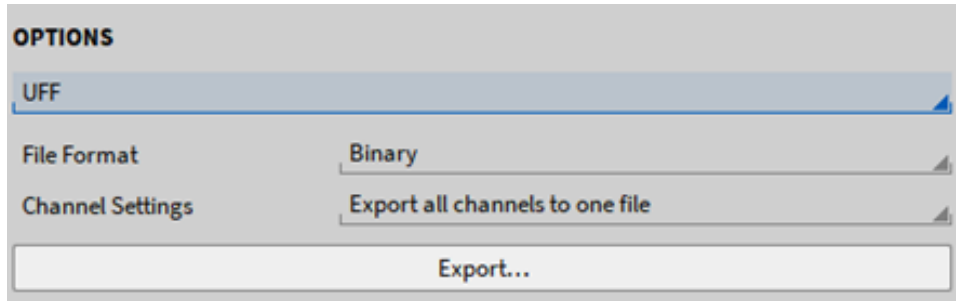 OPTIONS
UFF
File Format Binary
Channel Settings Export all channels to one file
Export...